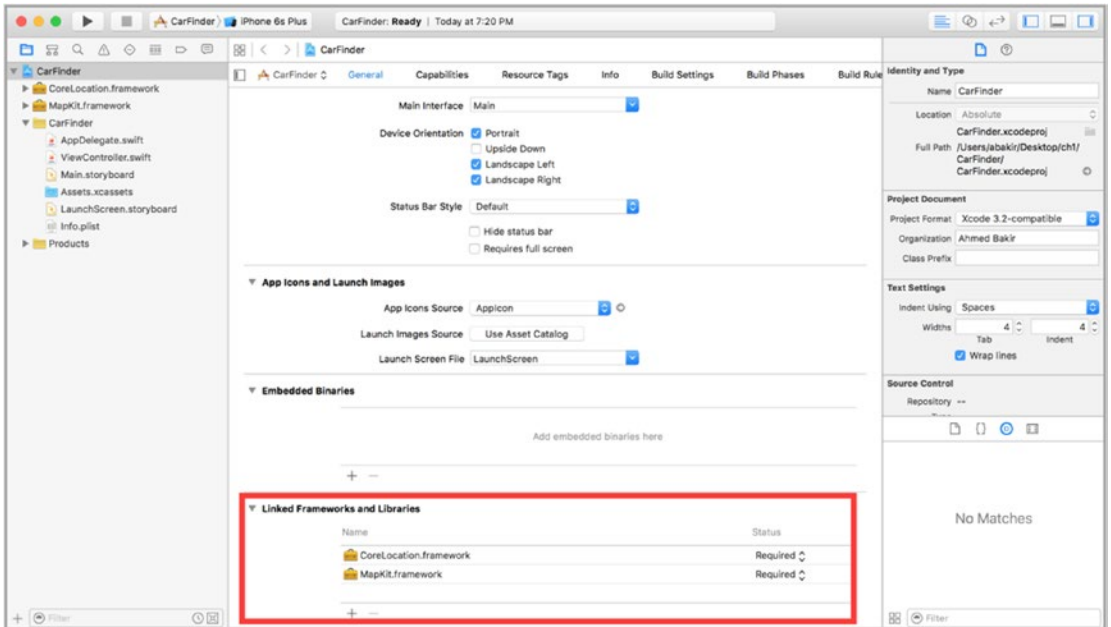 CarFinder
iPhone 6s Plus
CarFinder: Ready | Today at 7:20 PM
CarFinder
CoreLocation.framework
MapKit.framework
CarFinder
AppDelegate.swift
ViewController.swift
Main.storyboard
Assets.xcassets
LaunchScreen.storyboard
Info.plist
Products
Filter
CarFinder
CarFinder General Capabilities Resource Tags Info Build Settings Build Phases Build Rule
Main Interface Main
Device Orientation Portrait
Upside Down
Landscape Left
Landscape Right
Status Bar Style Default
Hide status bar
Requires full screen
App Icons and Launch Images
App Icons Source AppIcon
Launch Images Source Use Asset Catalog
Launch Screen File LaunchScreen
Embedded Binaries
Add embedded binaries here
Linked Frameworks and Libraries
Name Status
CoreLocation.framework Required
MapKit.framework Required
Identity and Type
Name CarFinder
Location Absolute
CarFinder.xcodeproj
Full Path /Users/abakir/Desktop/ch1/
CarFinder/
CarFinder.xcodeproj
Project Document
Project Format Xcode 3.2-compatible
Organization Ahmed Bakir
Class Prefix
Text Settings
Indent Using Spaces
Widths 4 4
Tab Indent
Wrap lines
Source Control
Repository --
No Matches
Filter